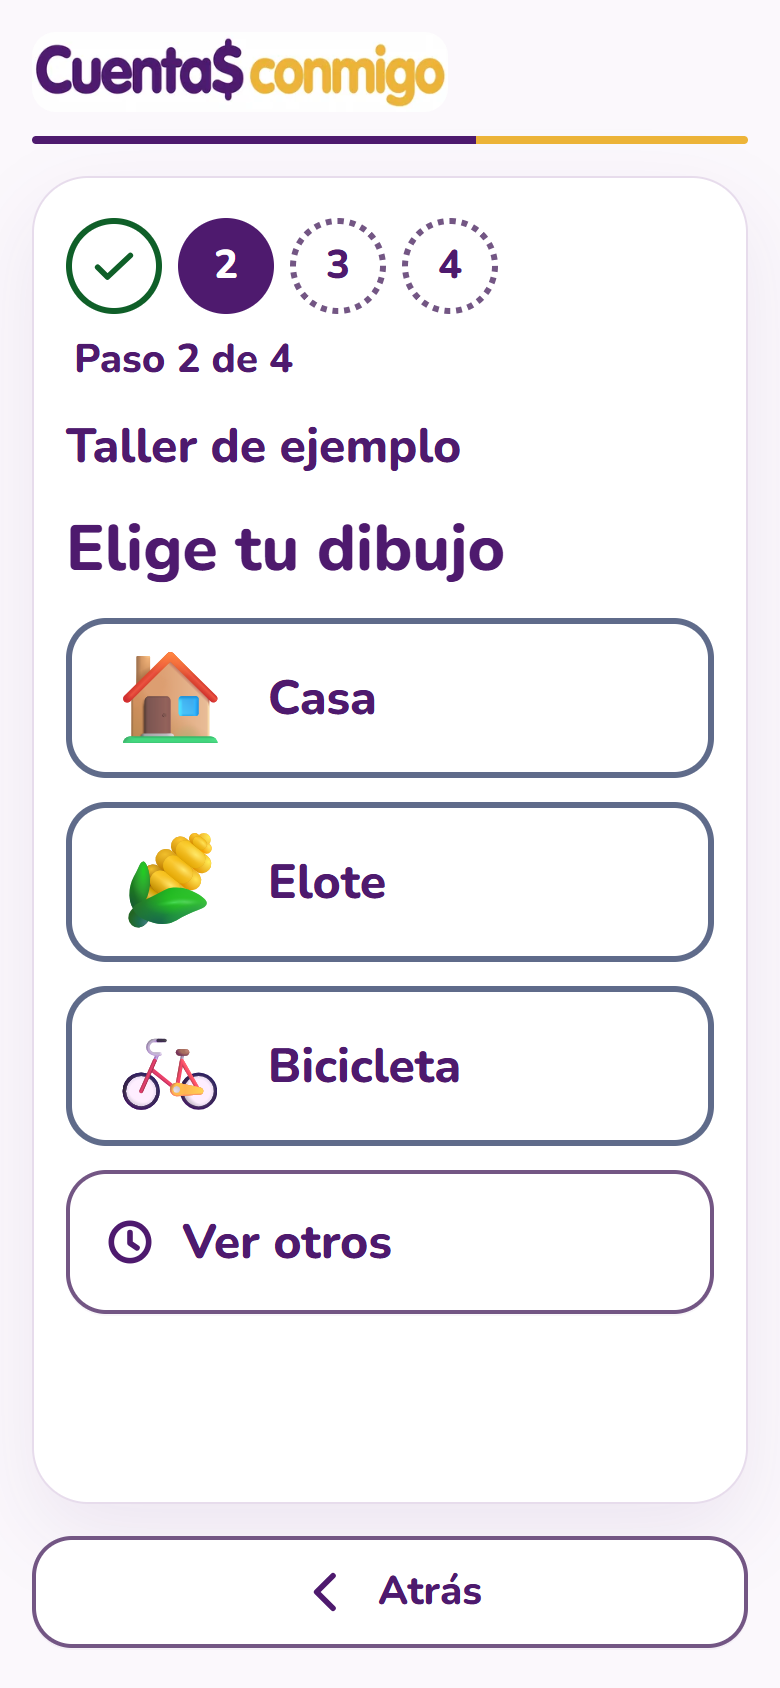 Cuenta$ conmigo
2
3
4
Paso 2 de 4
Taller de ejemplo
Elige tu dibujo
Casa
Elote
Bicicleta
Ver otros
Atrás